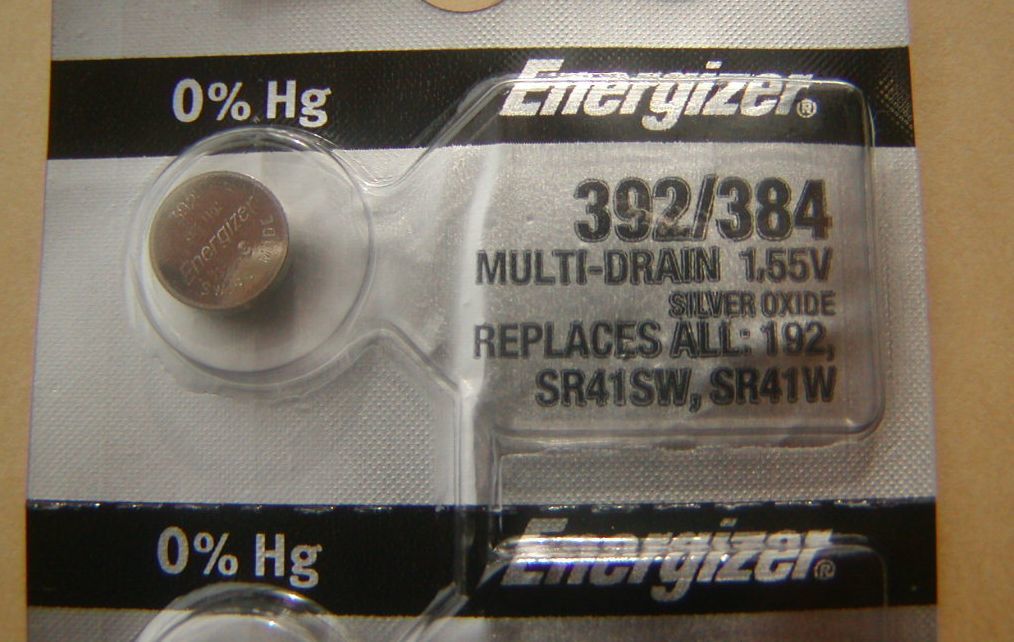 0% Hg
Energizer®
392
Energizer
392/384
MULTI-DRAIN 1.55V
SILVER OXIDE
REPLACES ALL: 192,
SR41SW, SR41W
0% Hg
Energizer®